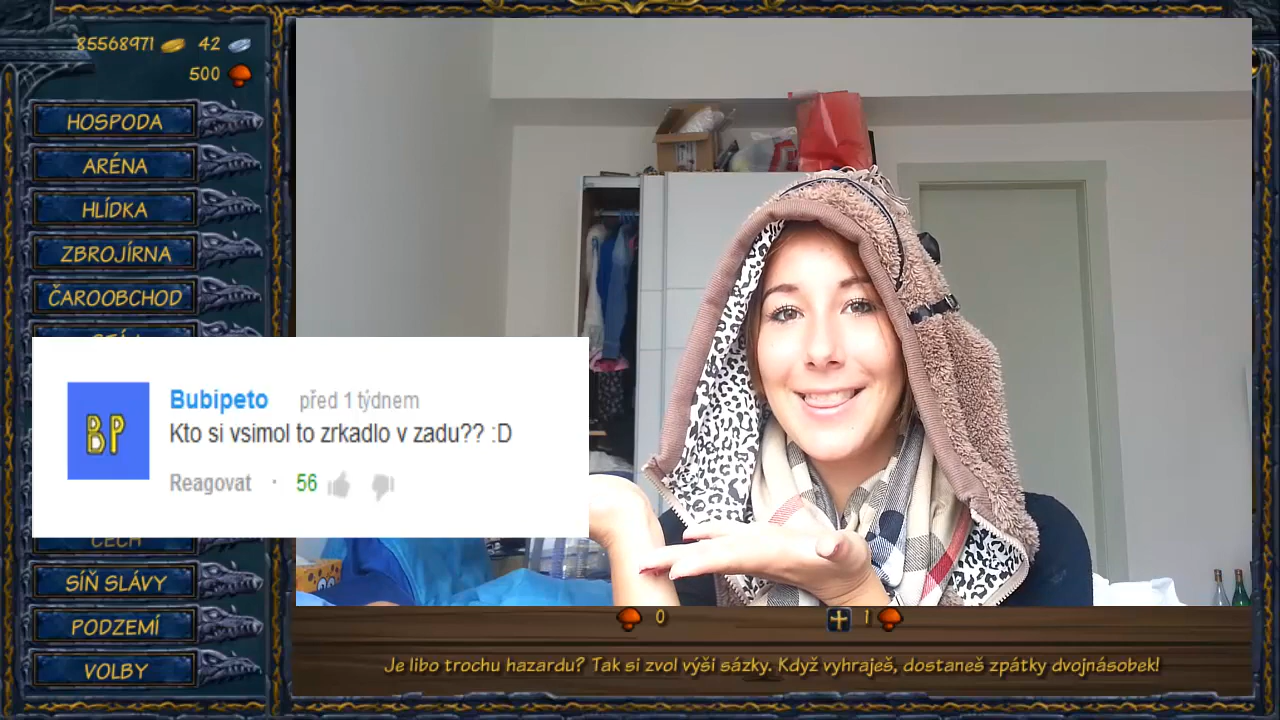 85568971 42
500
HOSPODA
ARÉNA
HLÍDKA
ZBROJÍRNA
ČAROOBCHOD
BP
Bubipeto před 1 týdnem
Kto si vsimol to zrkadlo v zadu?? :D
Reagovat · 56
CECH
SÍŇ SLÁVY
PODZEMÍ
VOLBY
0 1
Je libo trochu hazardu? Tak si zvol výši sázky. Když vyhraješ, dostaneš zpátky dvojnásobek!